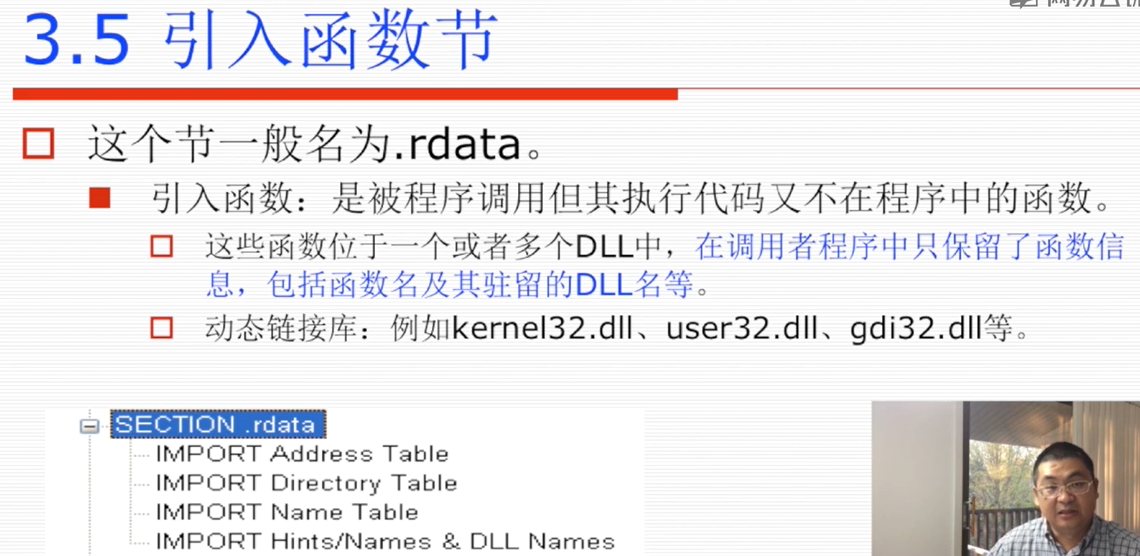 3.5 引入函数节
这个节一般名为.rdata。
引入函数：是被程序调用但其执行代码又不在程序中的函数。
这些函数位于一个或者多个DLL中，在调用者程序中只保留了函数信
息，包括函数名及其驻留的DLL名等。
动态链接库：例如kernel32.dll、user32.dll、gdi32.dll等。
SECTION .rdata
IMPORT Address Table
IMPORT Directory Table
IMPORT Name Table
IMPORT Hints/Names & DLL Names